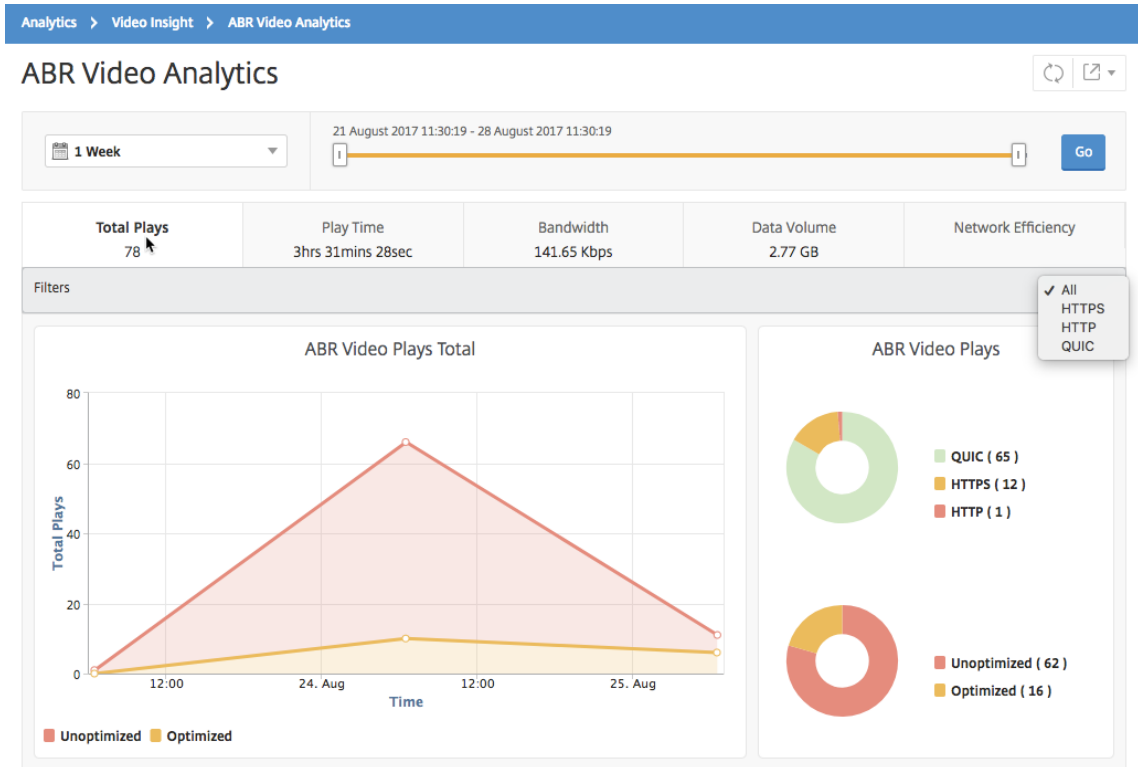 Analytics > Video Insight > ABR Video Analytics
ABR Video Analytics
21 August 2017 11:30:19 - 28 August 2017 11:30:19
1 Week
Go
Total Plays
78
Play Time
3hrs 31mins 28sec
Bandwidth
141.65 Kbps
Data Volume
2.77 GB
Network Efficiency
Filters
✓ All
HTTPS
HTTP
QUIC
ABR Video Plays Total
80
60
40
20
0
Total Plays
12:00
24. Aug
12:00
25. Aug
Time
Unoptimized
Optimized
ABR Video Plays
QUIC ( 65 )
HTTPS ( 12 )
HTTP ( 1 )
Unoptimized ( 62 )
Optimized ( 16 )